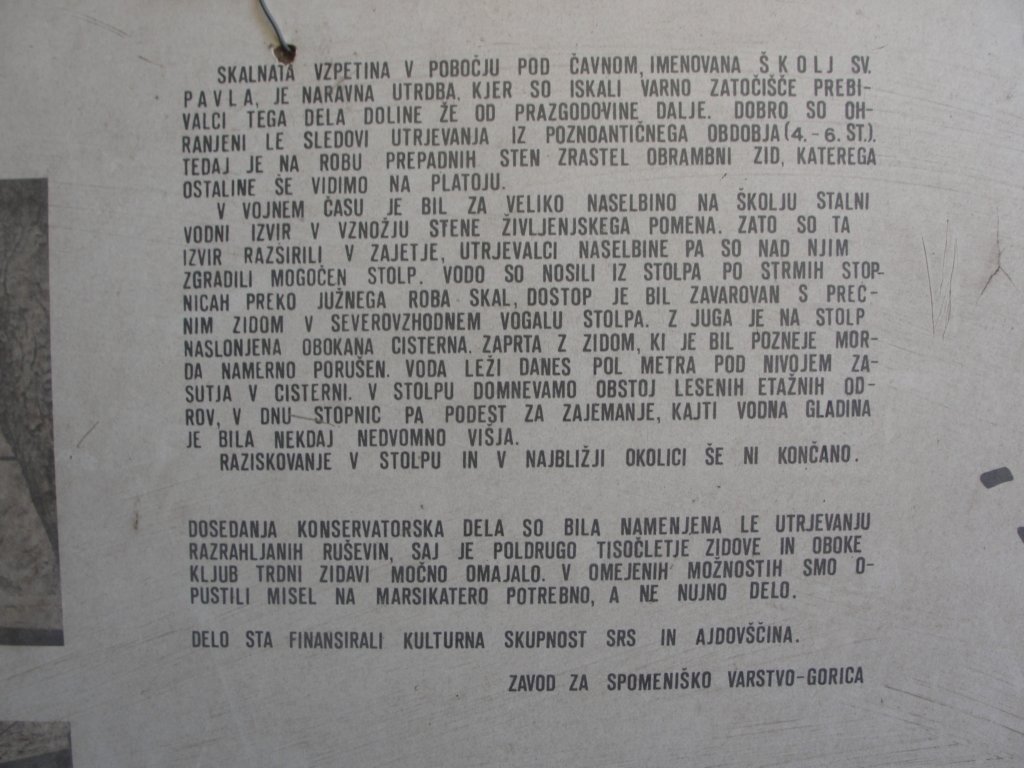 SKALNATA VZPETINA V POBOČJU POD ČAVNOM, IMENOVANA ŠKOLJ SV.
PAVLA, JE NARAVNA UTRDBA, KJER SO ISKALI VARNO ZATOČIŠČE PREBI-
VALCI TEGA DELA DOLINE ŽE OD PRAZGODOVINE DALJE. DOBRO SO OH-
RANJENI LE SLEDOVI UTRJEVANJA IZ POZNOANTIČNEGA OBDOBJA (4.-6. ST.).
TEDAJ JE NA ROBU PREPADNIH STEN ZRASTEL OBRAMBNI ZID, KATEREGA
OSTALINE ŠE VIDIMO NA PLATOJU.
V VOJNEM ČASU JE BIL ZA VELIKO NASELBINO NA ŠKOLJU STALNI
VODNI IZVIR V VZNOŽJU STENE ŽIVLJENJSKEGA POMENA. ZATO SO TA
IZVIR RAZŠIRILI V ZAJETJE, UTRJEVALCI NASELBINE PA SO NAD NJIM
ZGRADILI MOGOČEN STOLP. VODO SO NOSILI IZ STOLPA PO STRMIH STOP-
NICAH PREKO JUŽNEGA ROBA SKAL, DOSTOP JE BIL ZAVAROVAN S PREČ-
NIM ZIDOM V SEVEROVZHODNEM VOGALU STOLPA. Z JUGA JE NA STOLP
NASLONJENA OBOKANA CISTERNA. ZAPRTA Z ZIDOM, KI JE BIL POZNEJE MOR-
DA NAMERNO PORUŠEN. VODA LEŽI DANES POL METRA POD NIVOJEM ZA-
SUTJA V CISTERNI. V STOLPU DOMNEVAMO OBSTOJ LESENIH ETAŽNIH OD-
ROV, V DNU STOPNIC PA PODEST ZA ZAJEMANJE, KAJTI VODNA GLADINA
JE BILA NEKDAJ NEDVOMNO VIŠJA.
RAZISKOVANJE V STOLPU IN V NAJBLIŽJI OKOLICI ŠE NI KONČANO.
DOSEDANJA KONSERVATORSKA DELA SO BILA NAMENJENA LE UTRJEVANJU
RAZRAHLJANIH RUŠEVIN, SAJ JE POLDRUGO TISOČLETJE ZIDOVE IN OBOKE
KLJUB TRDNI ZIDAVI MOČNO OMAJALO. V OMEJENIH MOŽNOSTIH SMO O-
PUSTILI MISEL NA MARSIKATERO POTREBNO, A NE NUJNO DELO.
DELO STA FINANSIRALI KULTURNA SKUPNOST SRS IN AJDOVŠČINA.
ZAVOD ZA SPOMENIŠKO VARSTVO-GORICA